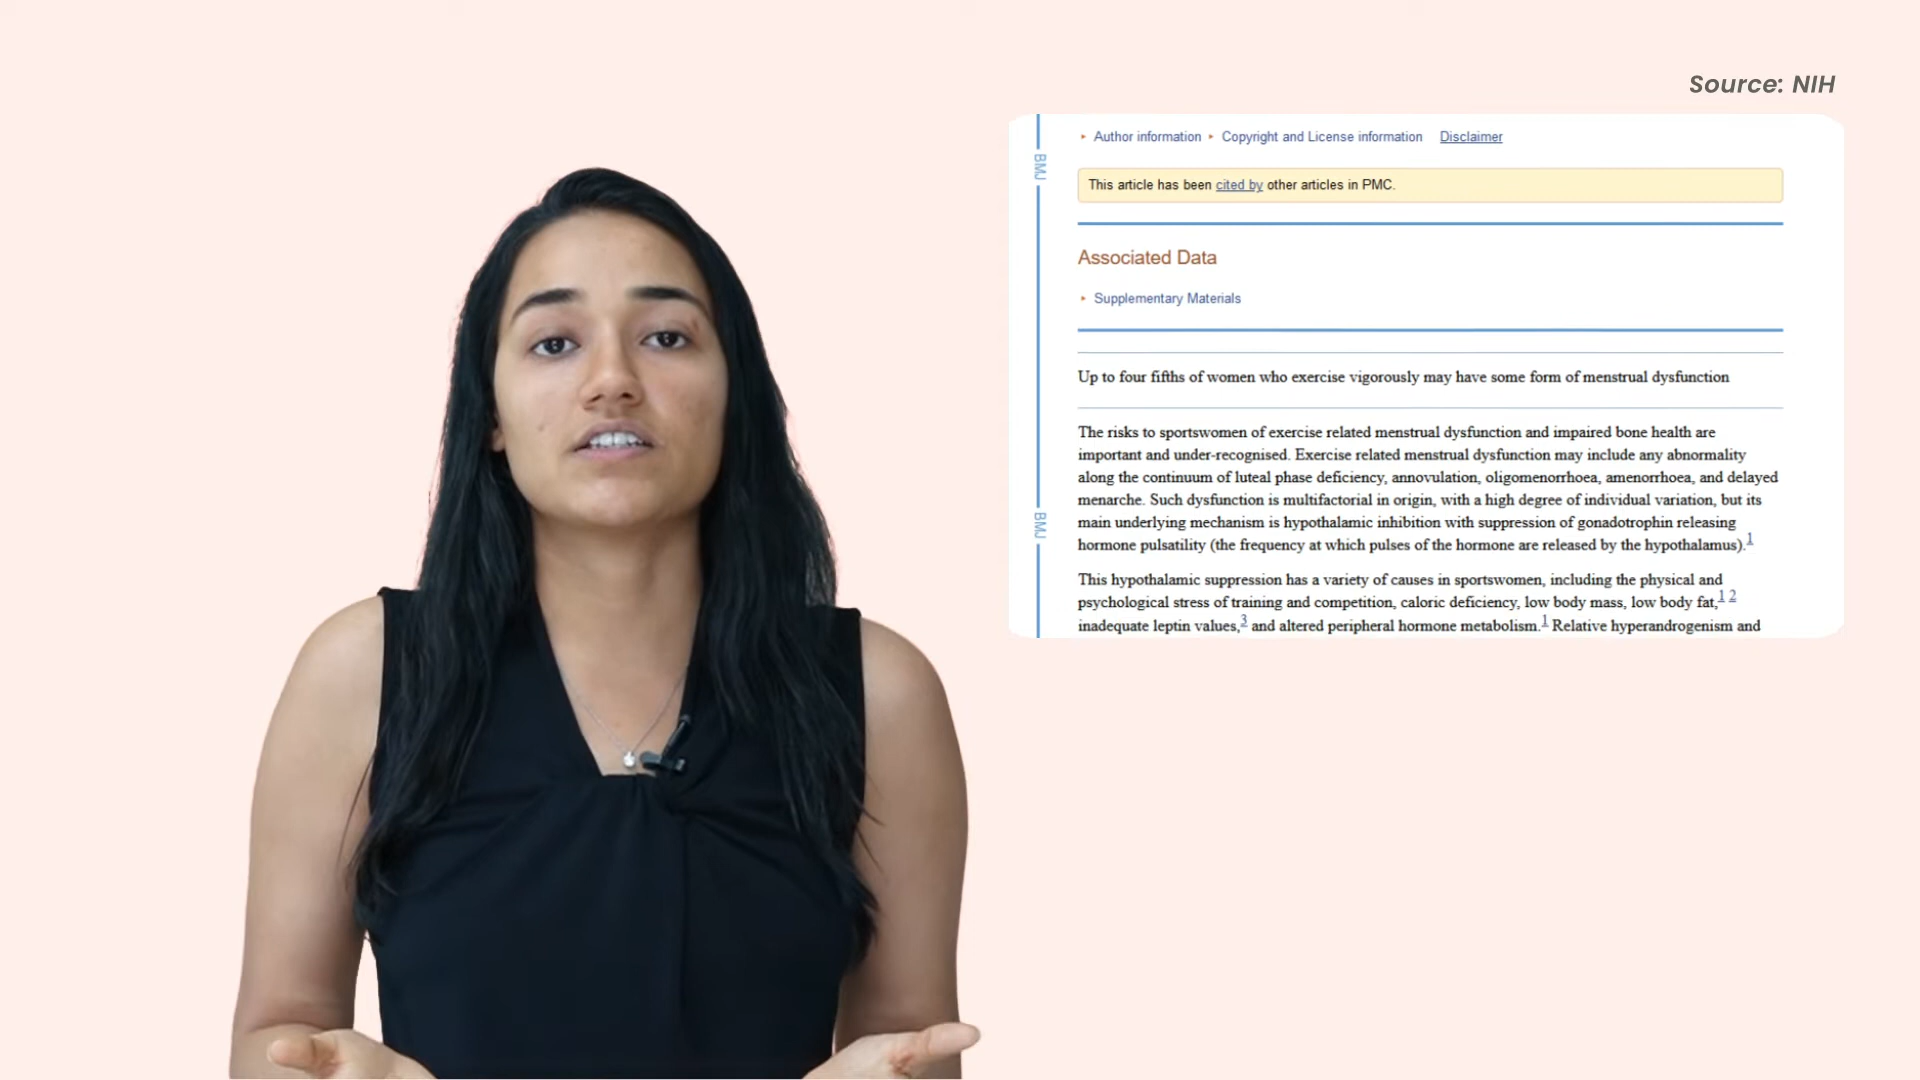 Source: NIH
Author information Copyright and License information Disclaimer
BMJ
This article has been cited by other articles in PMC.
Associated Data
Supplementary Materials
Up to four fifths of women who exercise vigorously may have some form of menstrual dysfunction
The risks to sportswomen of exercise related menstrual dysfunction and impaired bone health are
important and under-recognised. Exercise related menstrual dysfunction may include any abnormality
along the continuum of luteal phase deficiency, annovulation, oligomenorrhoea, amenorrhoea, and delayed
menarche. Such dysfunction is multifactorial in origin, with a high degree of individual variation, but its
BMJ
main underlying mechanism is hypothalamic inhibition with suppression of gonadotrophin releasing
hormone pulsatility (the frequency at which pulses of the hormone are released by the hypothalamus).1
This hypothalamic suppression has a variety of causes in sportswomen, including the physical and
psychological stress of training and competition, caloric deficiency, low body mass, low body fat,1 2
inadequate leptin values,3 and altered peripheral hormone metabolism.1 Relative hyperandrogenism and